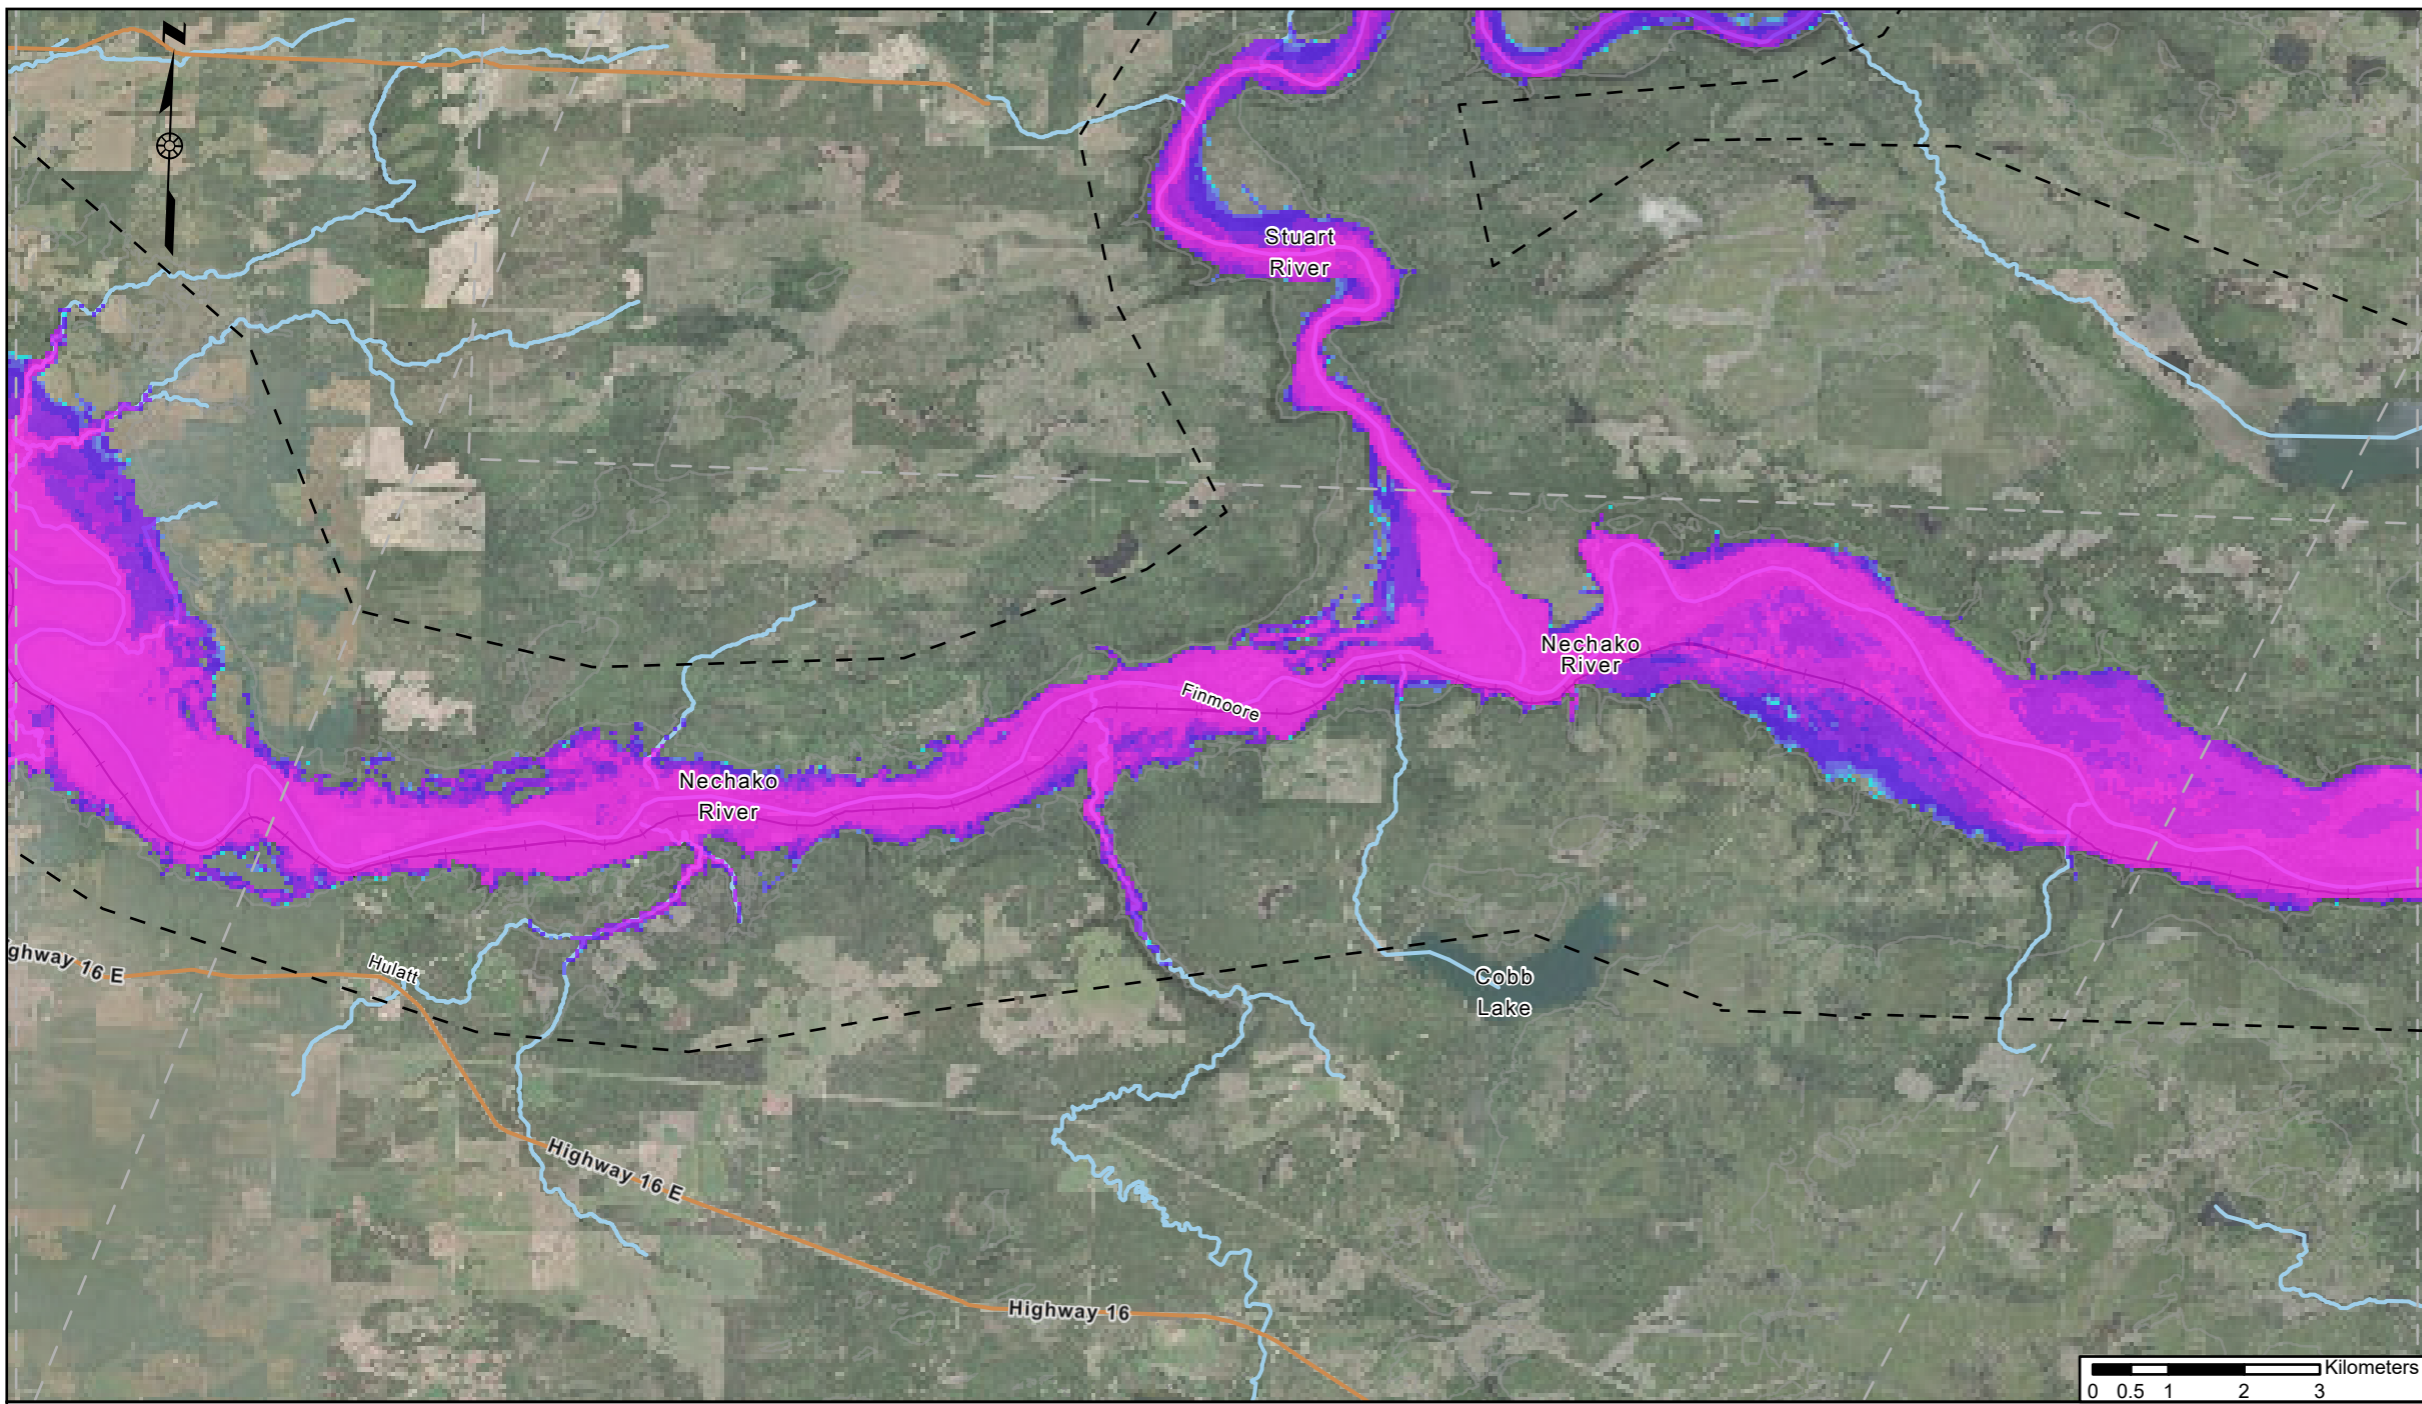 N
Stuart
River
Nechako
River
Finmoore
Nechako
River
ghway 16 E
Hulatt
Cobb
Lake
Highway 16 E
Highway 16
Kilometers
0 0.5 1 2 3